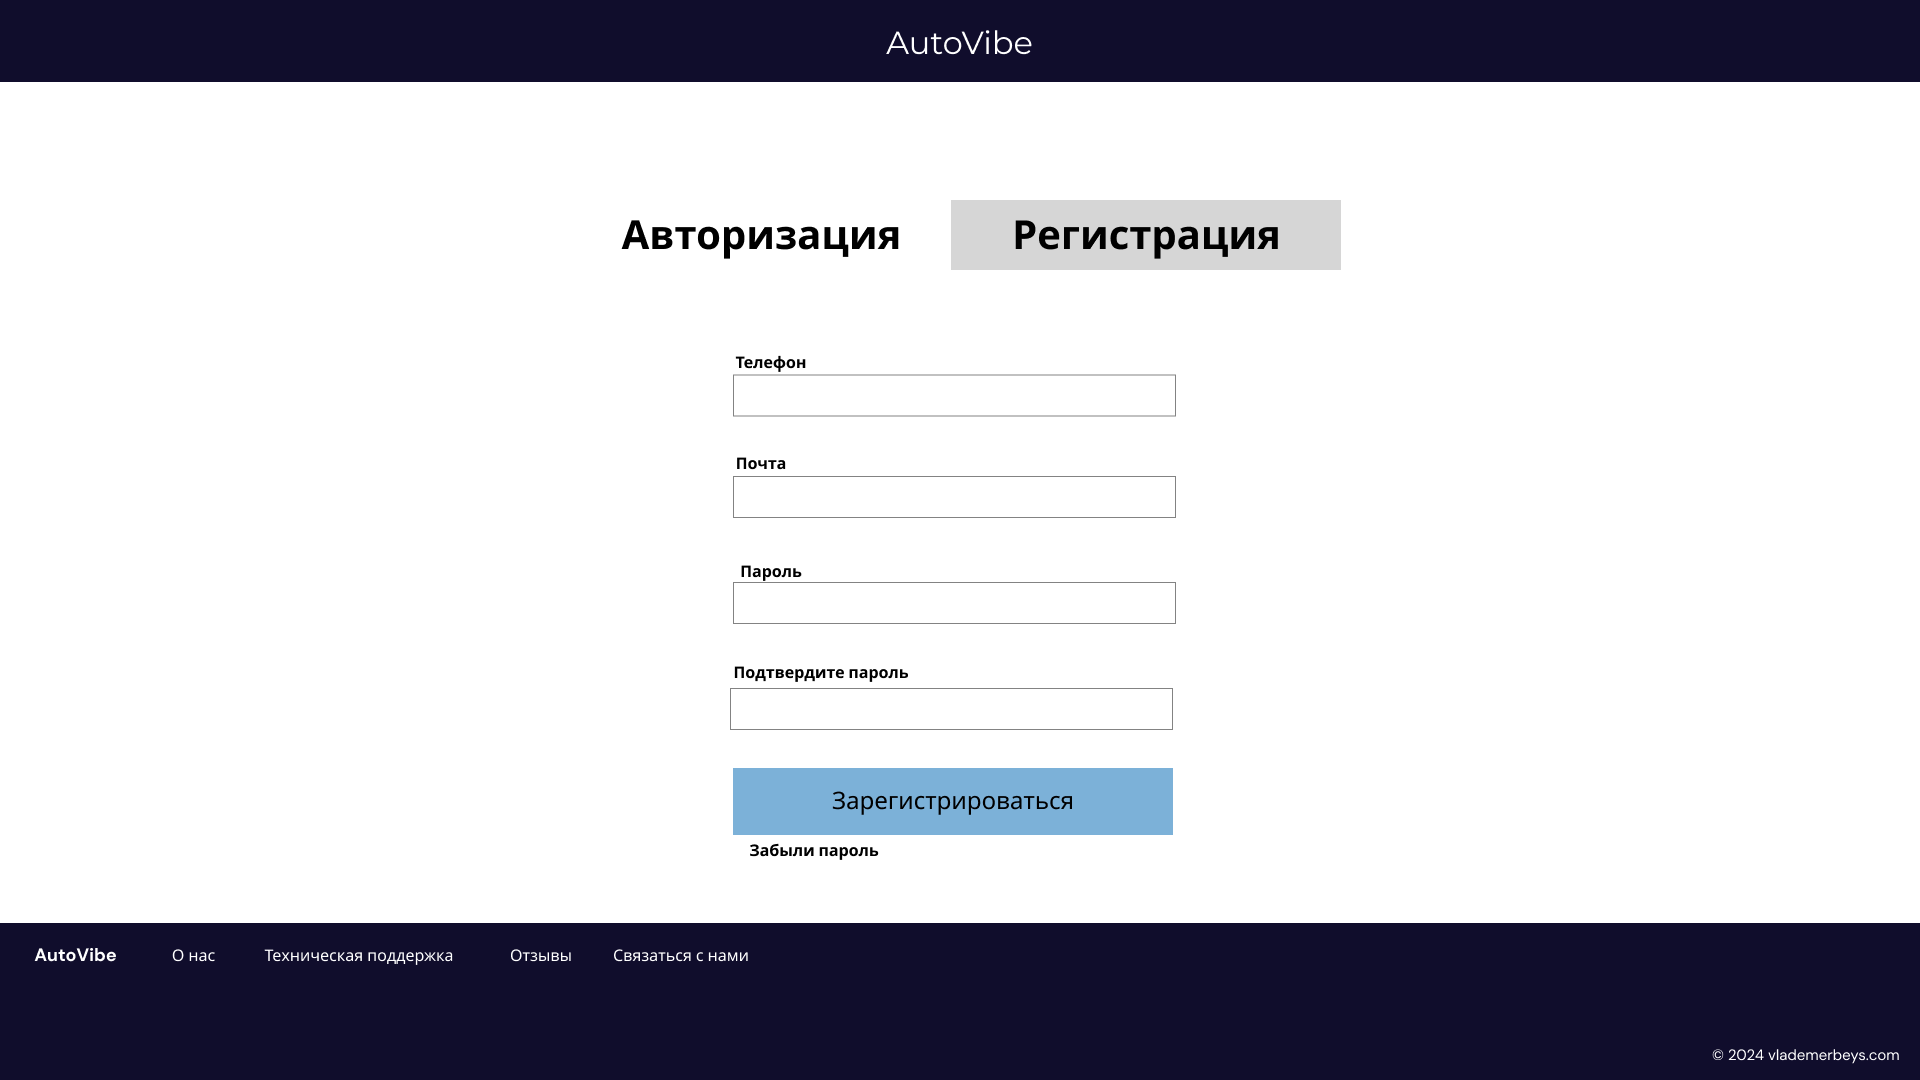 AutoVibe
Авторизация
Регистрация
Телефон
Почта
Пароль
Подтвердите пароль
Зарегистрироваться
Забыли пароль
AutoVibe
О нас
Техническая поддержка
Отзывы
Связаться с нами
© 2024 vlademerbeys.com